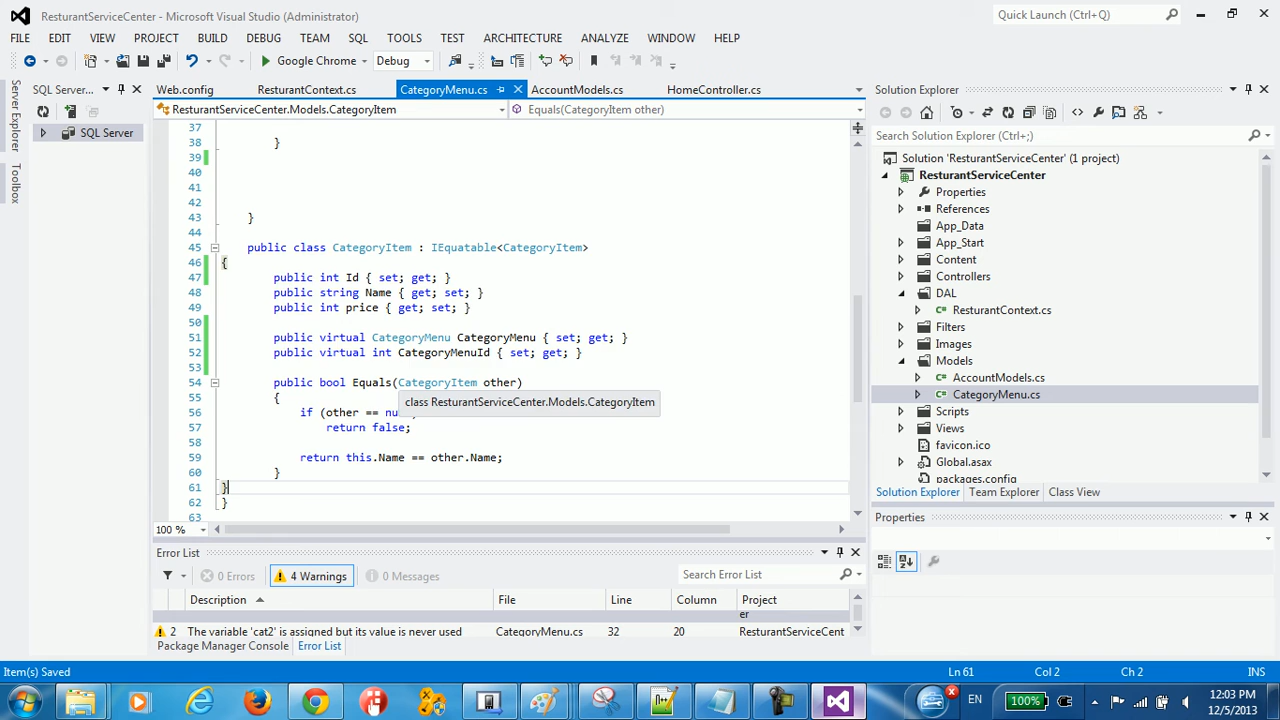 ResturantServiceCenter - Microsoft Visual Studio (Administrator)
Quick Launch (Ctrl+Q)
FILE EDIT VIEW PROJECT BUILD DEBUG TEAM SQL TOOLS TEST ARCHITECTURE ANALYZE WINDOW HELP
Google Chrome Debug
Server Explorer
Toolbox
SQL Server...
SQL Server
Web.config ResturantContext.cs CategoryMenu.cs AccountModels.cs HomeController.cs
ResturantServiceCenter.Models.CategoryItem Equals(CategoryItem other)
37
38 }
39
40
41
42
43 }
44
45 public class CategoryItem : IEquatable<CategoryItem>
46 {
47 public int Id { set; get; }
48 public string Name { get; set; }
49 public int price { get; set; }
50
51 public virtual CategoryMenu CategoryMenu { set; get; }
52 public virtual int CategoryMenuId { set; get; }
53
54 public bool Equals(CategoryItem other)
class ResturantServiceCenter.Models.CategoryItem
55 {
56 if (other == nu
57 return false;
58
59 return this.Name == other.Name;
60 }
61 }
62 }
63
100 %
Error List
0 Errors 4 Warnings 0 Messages Search Error List
Description File Line Column Project
er
2 The variable 'cat2' is assigned but its value is never used CategoryMenu.cs 32 20 ResturantServiceCent
Package Manager Console Error List
Solution Explorer
Search Solution Explorer (Ctrl+;)
Solution 'ResturantServiceCenter' (1 project)
ResturantServiceCenter
Properties
References
App_Data
App_Start
Content
Controllers
DAL
ResturantContext.cs
Filters
Images
Models
AccountModels.cs
CategoryMenu.cs
Scripts
Views
favicon.ico
Global.asax
packages.config
Solution Explorer Team Explorer Class View
Properties
Item(s) Saved Ln 61 Col 2 Ch 2 INS
EN 100% 12:03 PM
12/5/2013